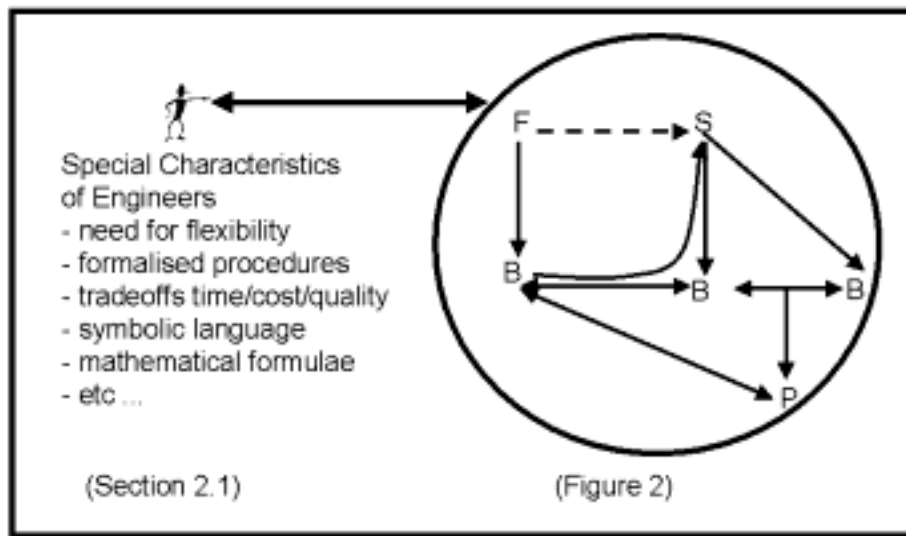 F S
Special Characteristics
of Engineers
- need for flexibility
- formalised procedures
- tradeoffs time/cost/quality
- symbolic language
- mathematical formulae
- etc ...
B B B
P
(Section 2.1) (Figure 2)